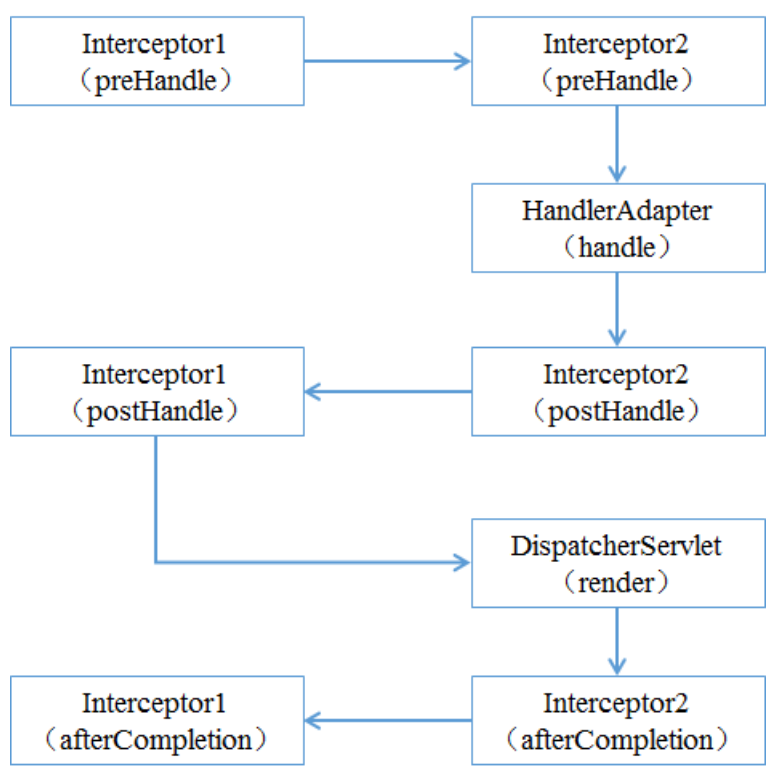 Interceptor1
（preHandle）
Interceptor2
（preHandle）
HandlerAdapter
（handle）
Interceptor1
（postHandle）
Interceptor2
（postHandle）
DispatcherServlet
（render）
Interceptor1
（afterCompletion）
Interceptor2
（afterCompletion）